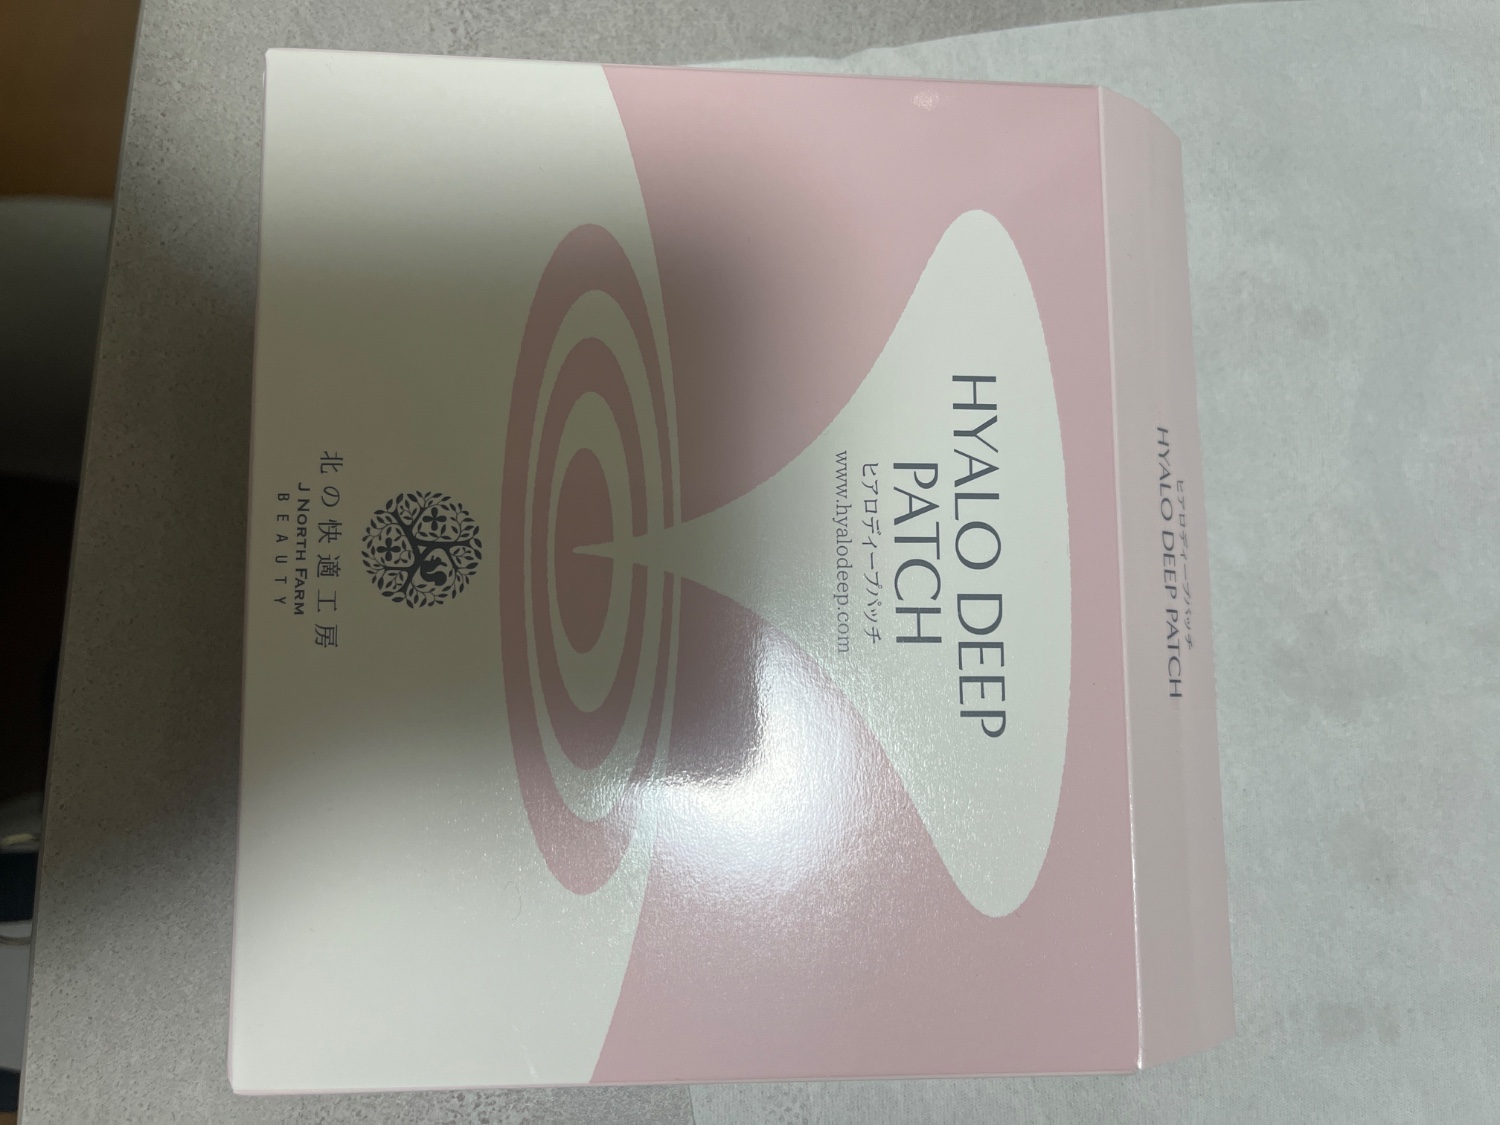 ヒアロディープパッチ
HYALO DEEP PATCH
HYALO DEEP
PATCH
ヒアロディープパッチ
www.hyalodeep.com
北の快適工房
J NORTH FARM
BEAUTY